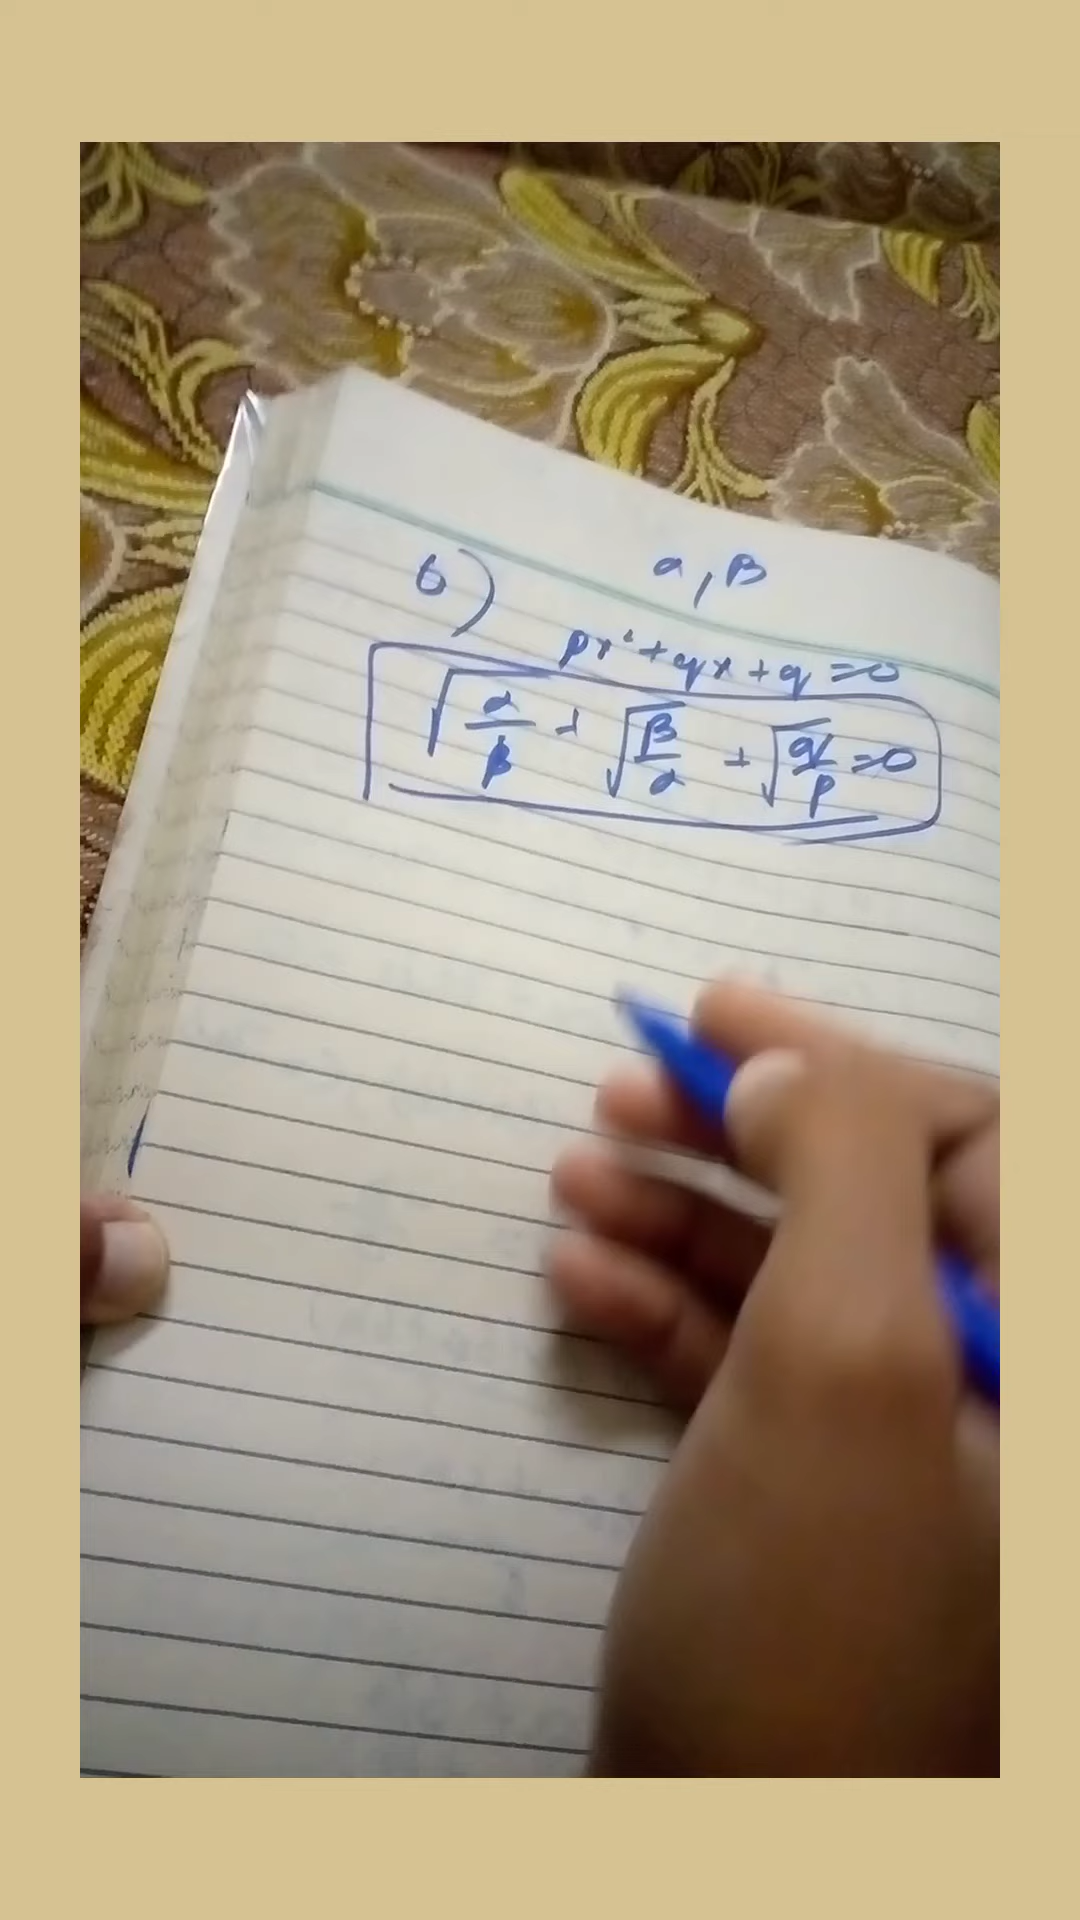 α, β
6) px² + qx + q = 0
√α/β + √β/α + √q/p = 0